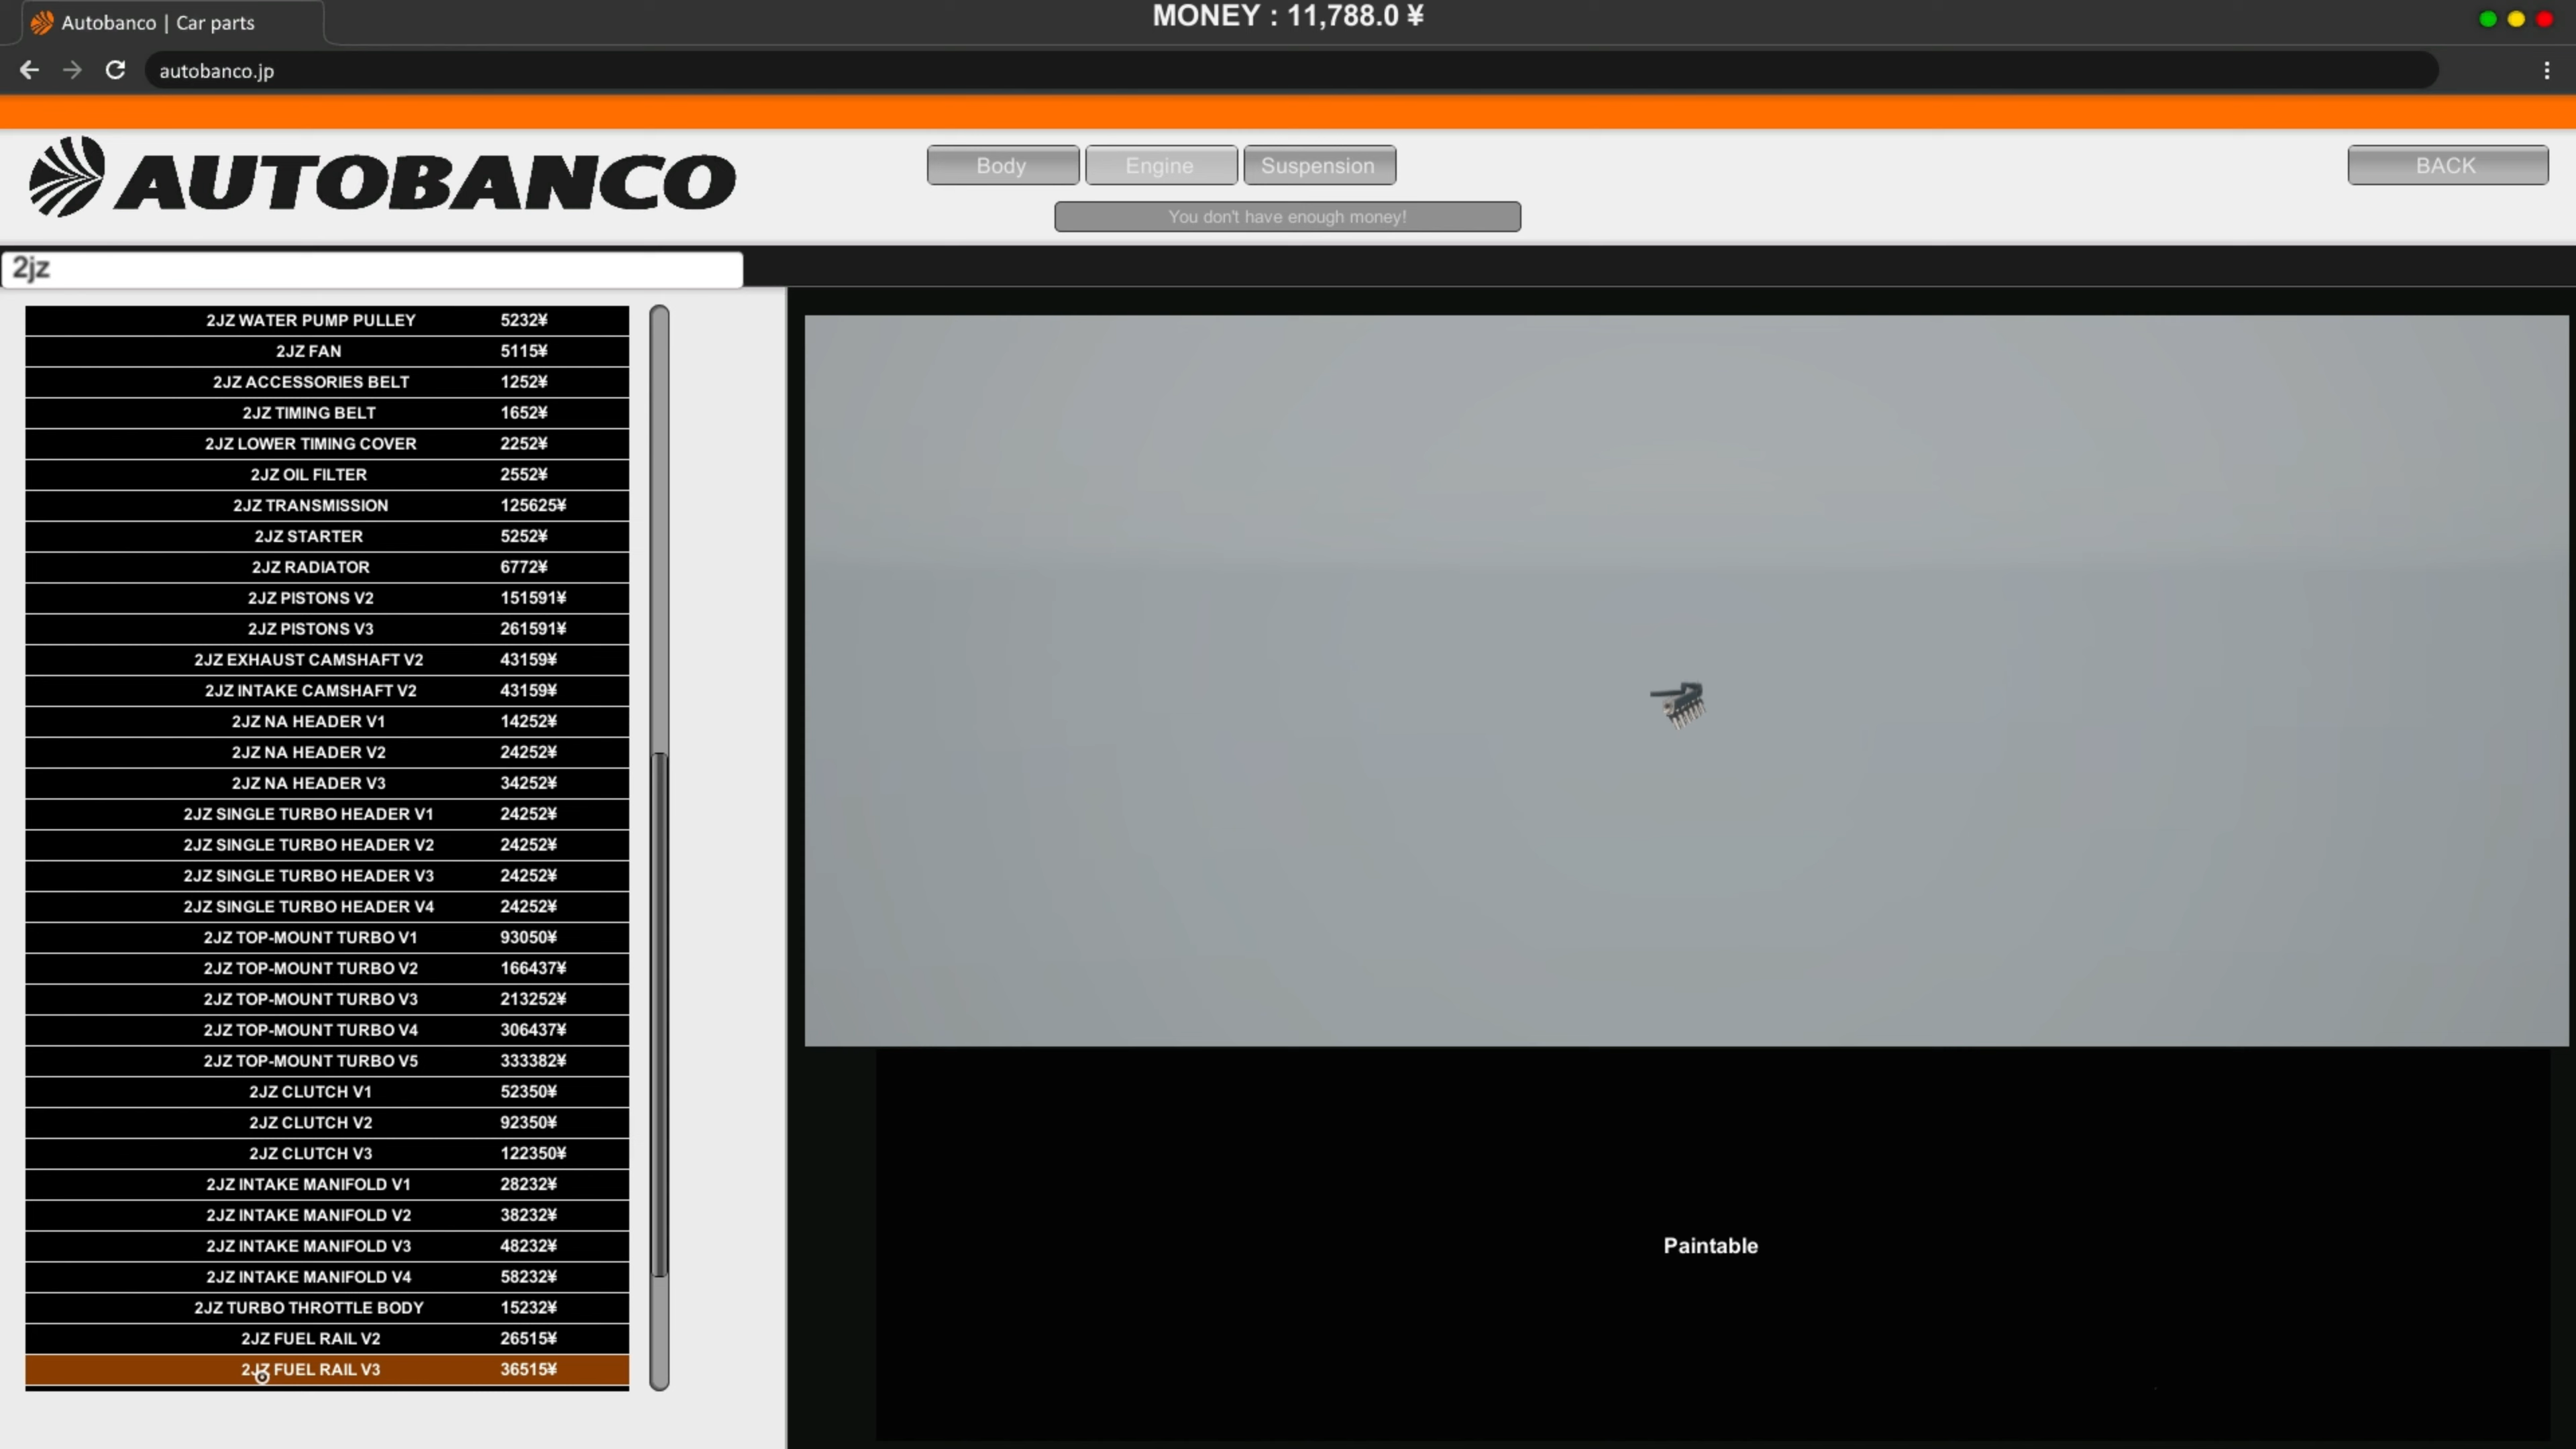 Autobanco | Car parts
MONEY : 11,788.0 ¥
autobanco.jp
AUTOBANCO
Body
Engine
Suspension
BACK
You don't have enough money!
2jz
2JZ WATER PUMP PULLEY 5232¥
2JZ FAN 5115¥
2JZ ACCESSORIES BELT 1252¥
2JZ TIMING BELT 1652¥
2JZ LOWER TIMING COVER 2252¥
2JZ OIL FILTER 2552¥
2JZ TRANSMISSION 125625¥
2JZ STARTER 5252¥
2JZ RADIATOR 6772¥
2JZ PISTONS V2 151591¥
2JZ PISTONS V3 261591¥
2JZ EXHAUST CAMSHAFT V2 43159¥
2JZ INTAKE CAMSHAFT V2 43159¥
2JZ NA HEADER V1 14252¥
2JZ NA HEADER V2 24252¥
2JZ NA HEADER V3 34252¥
2JZ SINGLE TURBO HEADER V1 24252¥
2JZ SINGLE TURBO HEADER V2 24252¥
2JZ SINGLE TURBO HEADER V3 24252¥
2JZ SINGLE TURBO HEADER V4 24252¥
2JZ TOP-MOUNT TURBO V1 93050¥
2JZ TOP-MOUNT TURBO V2 166437¥
2JZ TOP-MOUNT TURBO V3 213252¥
2JZ TOP-MOUNT TURBO V4 306437¥
2JZ TOP-MOUNT TURBO V5 333382¥
2JZ CLUTCH V1 52350¥
2JZ CLUTCH V2 92350¥
2JZ CLUTCH V3 122350¥
2JZ INTAKE MANIFOLD V1 28232¥
2JZ INTAKE MANIFOLD V2 38232¥
2JZ INTAKE MANIFOLD V3 48232¥
2JZ INTAKE MANIFOLD V4 58232¥
2JZ TURBO THROTTLE BODY 15232¥
2JZ FUEL RAIL V2 26515¥
2JZ FUEL RAIL V3 36515¥
Paintable